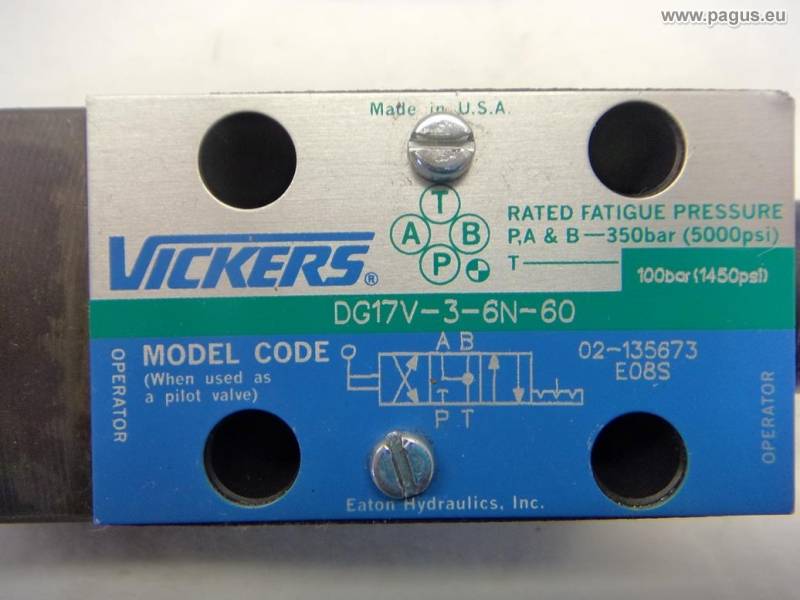 www.pagus.eu
Made in U.S.A.
T
A B
P
RATED FATIGUE PRESSURE
P,A & B—350bar (5000psi)
T— 100bar (1450psi)
VICKERS®
DG17V-3-6N-60
OPERATOR
MODEL CODE
(When used as
a pilot valve)
A B
P T
02-135673
E08S
OPERATOR
Eaton Hydraulics, Inc.